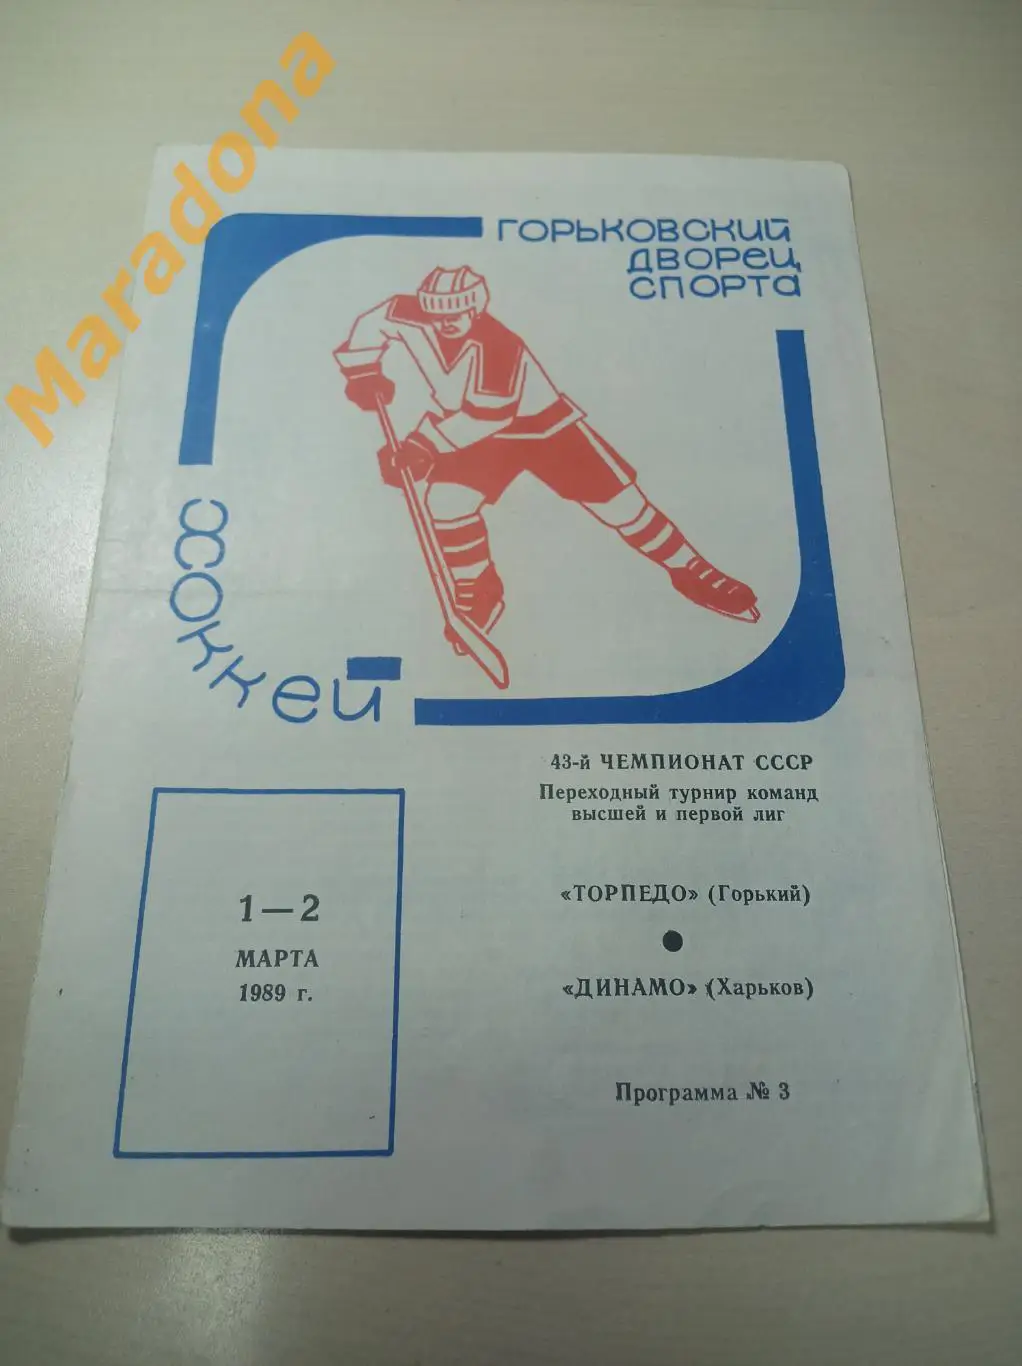 Maradona
ГОРЬКОВСКИЙ
ДВОРЕЦ
СПОРТА
ХОККЕЙ
43-й ЧЕМПИОНАТ СССР
Переходный турнир команд
высшей и первой лиг
1—2
МАРТА
1989 г.
«ТОРПЕДО» (Горький)
«ДИНАМО» (Харьков)
Программа № 3